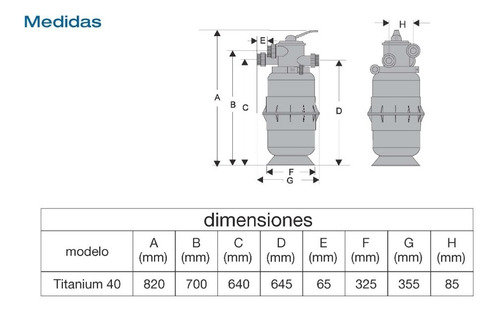 Medidas
E
H
A
B
C
D
F
G
dimensiones
modelo A (mm) B (mm) C (mm) D (mm) E (mm) F (mm) G (mm) H (mm)
Titanium 40 820 700 640 645 65 325 355 85